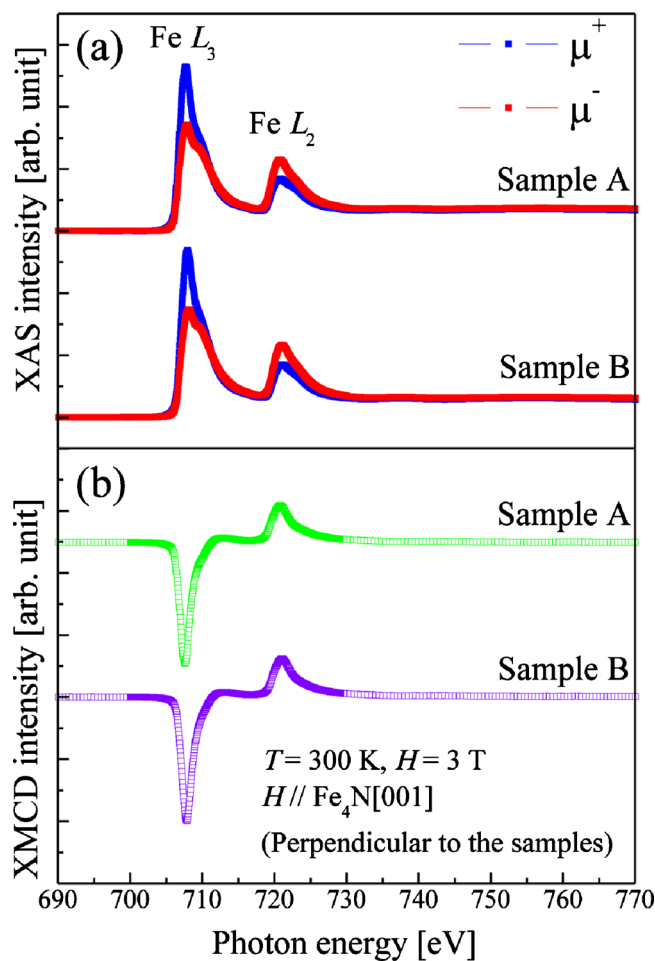 (a)
Fe L3
Fe L2
μ+
μ-
Sample A
Sample B
XAS intensity [arb. unit]
(b)
Sample A
Sample B
XMCD intensity [arb. unit]
T = 300 K, H = 3 T
H // Fe4N[001]
(Perpendicular to the samples)
690 700 710 720 730 740 750 760 770
Photon energy [eV]